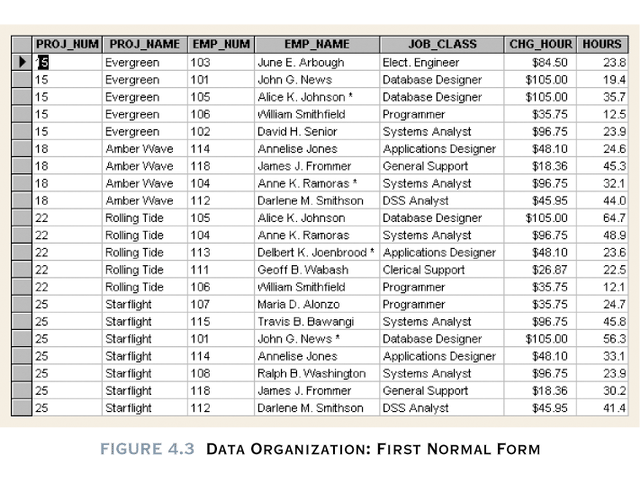 PROJ_NUM PROJ_NAME EMP_NUM EMP_NAME JOB_CLASS CHG_HOUR HOURS
15 Evergreen 103 June E. Arbough Elect. Engineer $84.50 23.8
15 Evergreen 101 John G. News Database Designer $105.00 19.4
15 Evergreen 105 Alice K. Johnson * Database Designer $105.00 35.7
15 Evergreen 106 William Smithfield Programmer $35.75 12.5
15 Evergreen 102 David H. Senior Systems Analyst $96.75 23.9
18 Amber Wave 114 Annelise Jones Applications Designer $48.10 24.6
18 Amber Wave 118 James J. Frommer General Support $18.36 45.3
18 Amber Wave 104 Anne K. Ramoras * Systems Analyst $96.75 32.1
18 Amber Wave 112 Darlene M. Smithson DSS Analyst $45.95 44.0
22 Rolling Tide 105 Alice K. Johnson Database Designer $105.00 64.7
22 Rolling Tide 104 Anne K. Ramoras Systems Analyst $96.75 48.9
22 Rolling Tide 113 Delbert K. Joenbrood * Applications Designer $48.10 23.6
22 Rolling Tide 111 Geoff B. Wabash Clerical Support $26.87 22.5
22 Rolling Tide 106 William Smithfield Programmer $35.75 12.1
25 Starflight 107 Maria D. Alonzo Programmer $35.75 24.7
25 Starflight 115 Travis B. Bawangi Systems Analyst $96.75 45.8
25 Starflight 101 John G. News * Database Designer $105.00 56.3
25 Starflight 114 Annelise Jones Applications Designer $48.10 33.1
25 Starflight 108 Ralph B. Washington Systems Analyst $96.75 23.9
25 Starflight 118 James J. Frommer General Support $18.36 30.2
25 Starflight 112 Darlene M. Smithson DSS Analyst $45.95 41.4
FIGURE 4.3 DATA ORGANIZATION: FIRST NORMAL FORM